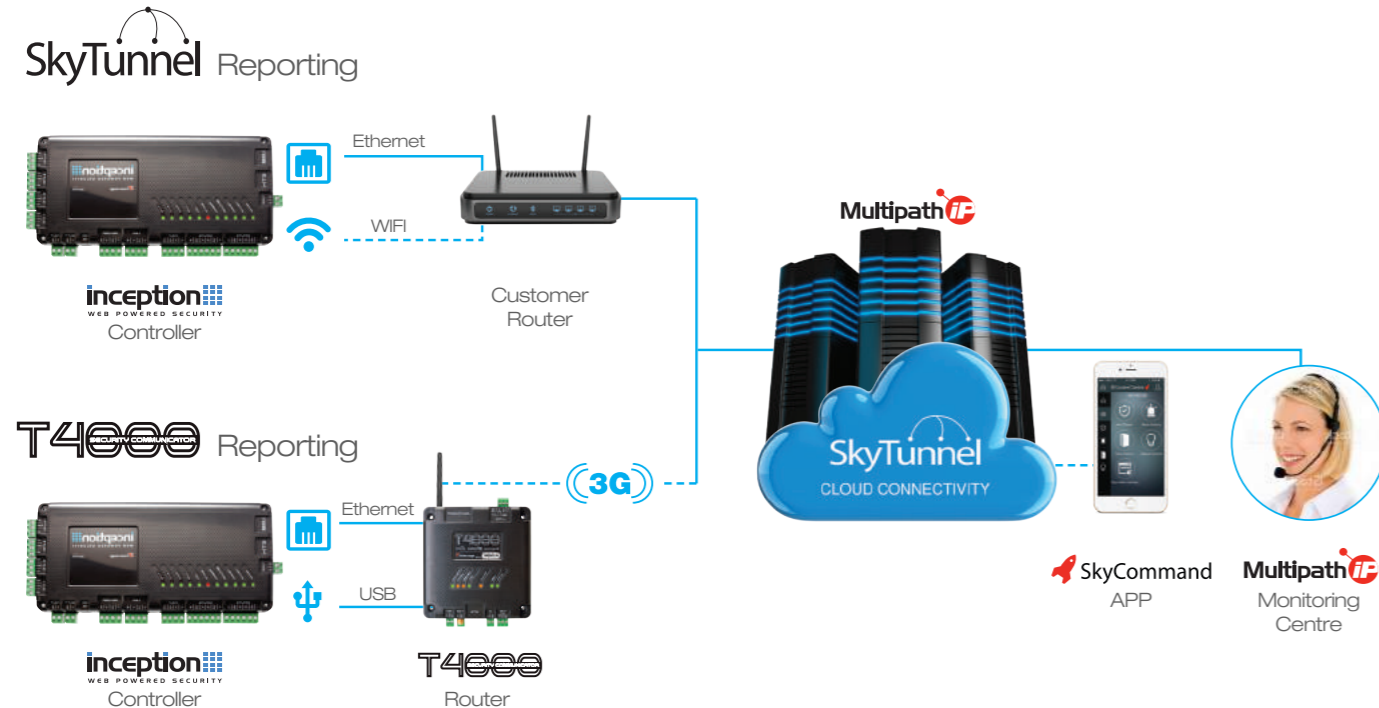 SkyTunnel Reporting
Ethernet
WIFI
inception
WEB POWERED SECURITY
Controller
Customer
Router
Multipath iP
SkyTunnel
CLOUD CONNECTIVITY
T4000 SECURITY COMMUNICATOR Reporting
3G
Ethernet
USB
T4000
inception
WEB POWERED SECURITY
Controller
T4000
Router
SkyCommand
APP
Multipath iP
Monitoring
Centre